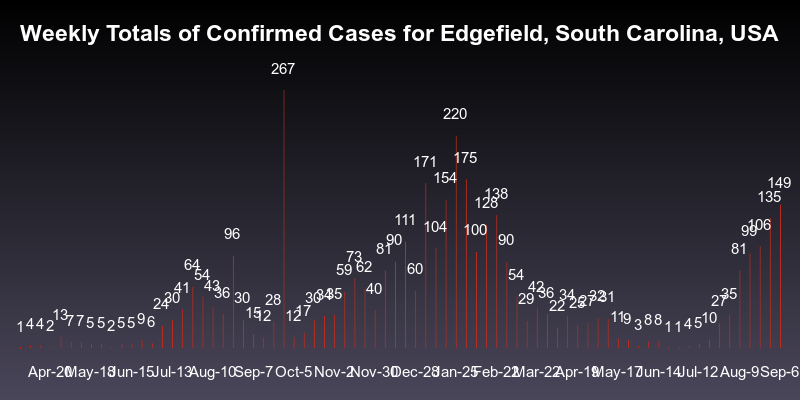 Weekly Totals of Confirmed Cases for Edgefield, South Carolina, USA
1 4 4 2 13 7 7 5 5 2 5 5 9 6 24 30 41 64 54 43 36 96 30 15 12 28 267 12 17 30 34 35 59 73 62 40 81 90 111 60 171 104 154 220 175 100 128 138 90 54 29 42 36 22 34 25 27 32 31 11 9 3 8 8 1 1 4 5 10 27 35 81 99 106 135 149
Apr-20 May-18 Jun-15 Jul-13 Aug-10 Sep-7 Oct-5 Nov-2 Nov-30 Dec-28 Jan-25 Feb-22 Mar-22 Apr-19 May-17 Jun-14 Jul-12 Aug-9 Sep-6